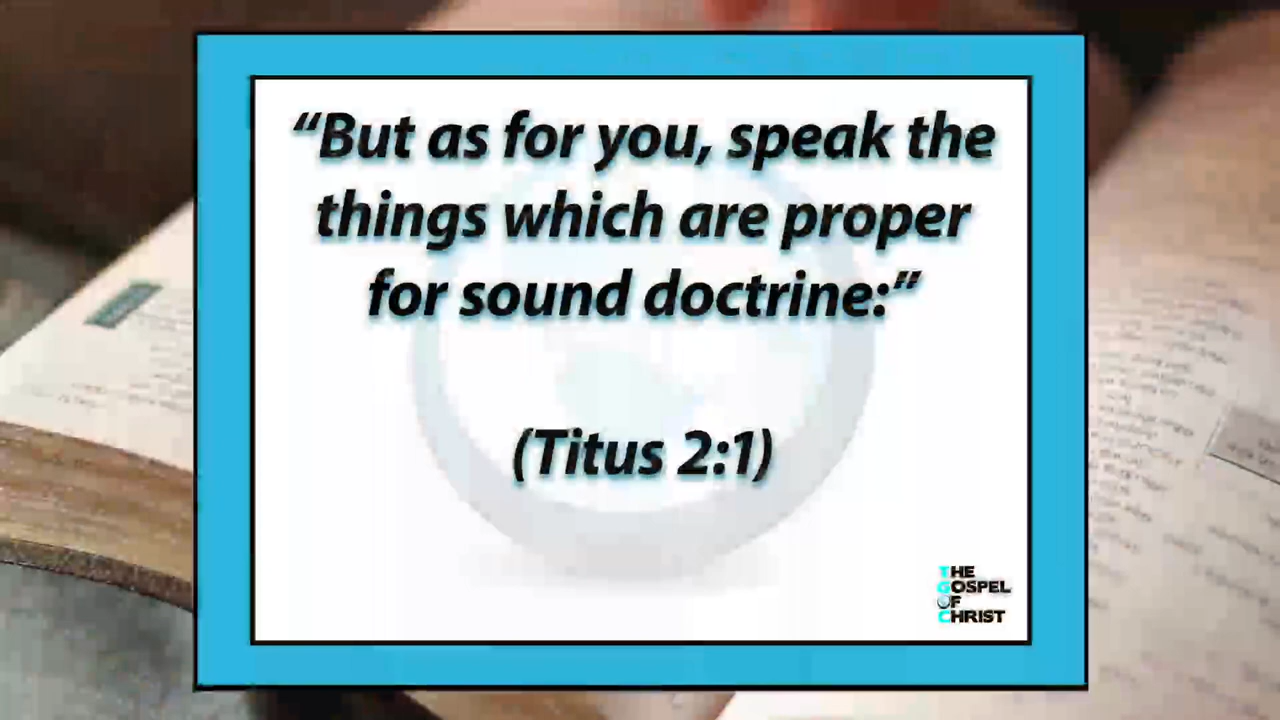 “But as for you, speak the
things which are proper
for sound doctrine:”
(Titus 2:1)
THE
GOSPEL
OF
CHRIST